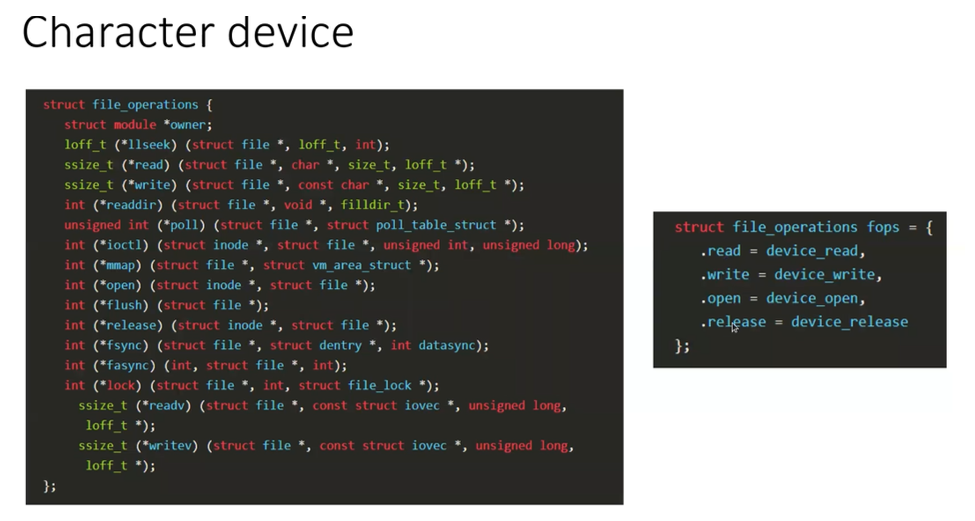 Character device
struct file_operations {
struct module *owner;
loff_t (*llseek) (struct file *, loff_t, int);
ssize_t (*read) (struct file *, char *, size_t, loff_t *);
ssize_t (*write) (struct file *, const char *, size_t, loff_t *);
int (*readdir) (struct file *, void *, filldir_t);
unsigned int (*poll) (struct file *, struct poll_table_struct *);
int (*ioctl) (struct inode *, struct file *, unsigned int, unsigned long);
int (*mmap) (struct file *, struct vm_area_struct *);
int (*open) (struct inode *, struct file *);
int (*flush) (struct file *);
int (*release) (struct inode *, struct file *);
int (*fsync) (struct file *, struct dentry *, int datasync);
int (*fasync) (int, struct file *, int);
int (*lock) (struct file *, int, struct file_lock *);
ssize_t (*readv) (struct file *, const struct iovec *, unsigned long,
loff_t *);
ssize_t (*writev) (struct file *, const struct iovec *, unsigned long,
loff_t *);
};
struct file_operations fops = {
.read = device_read,
.write = device_write,
.open = device_open,
.release = device_release
};